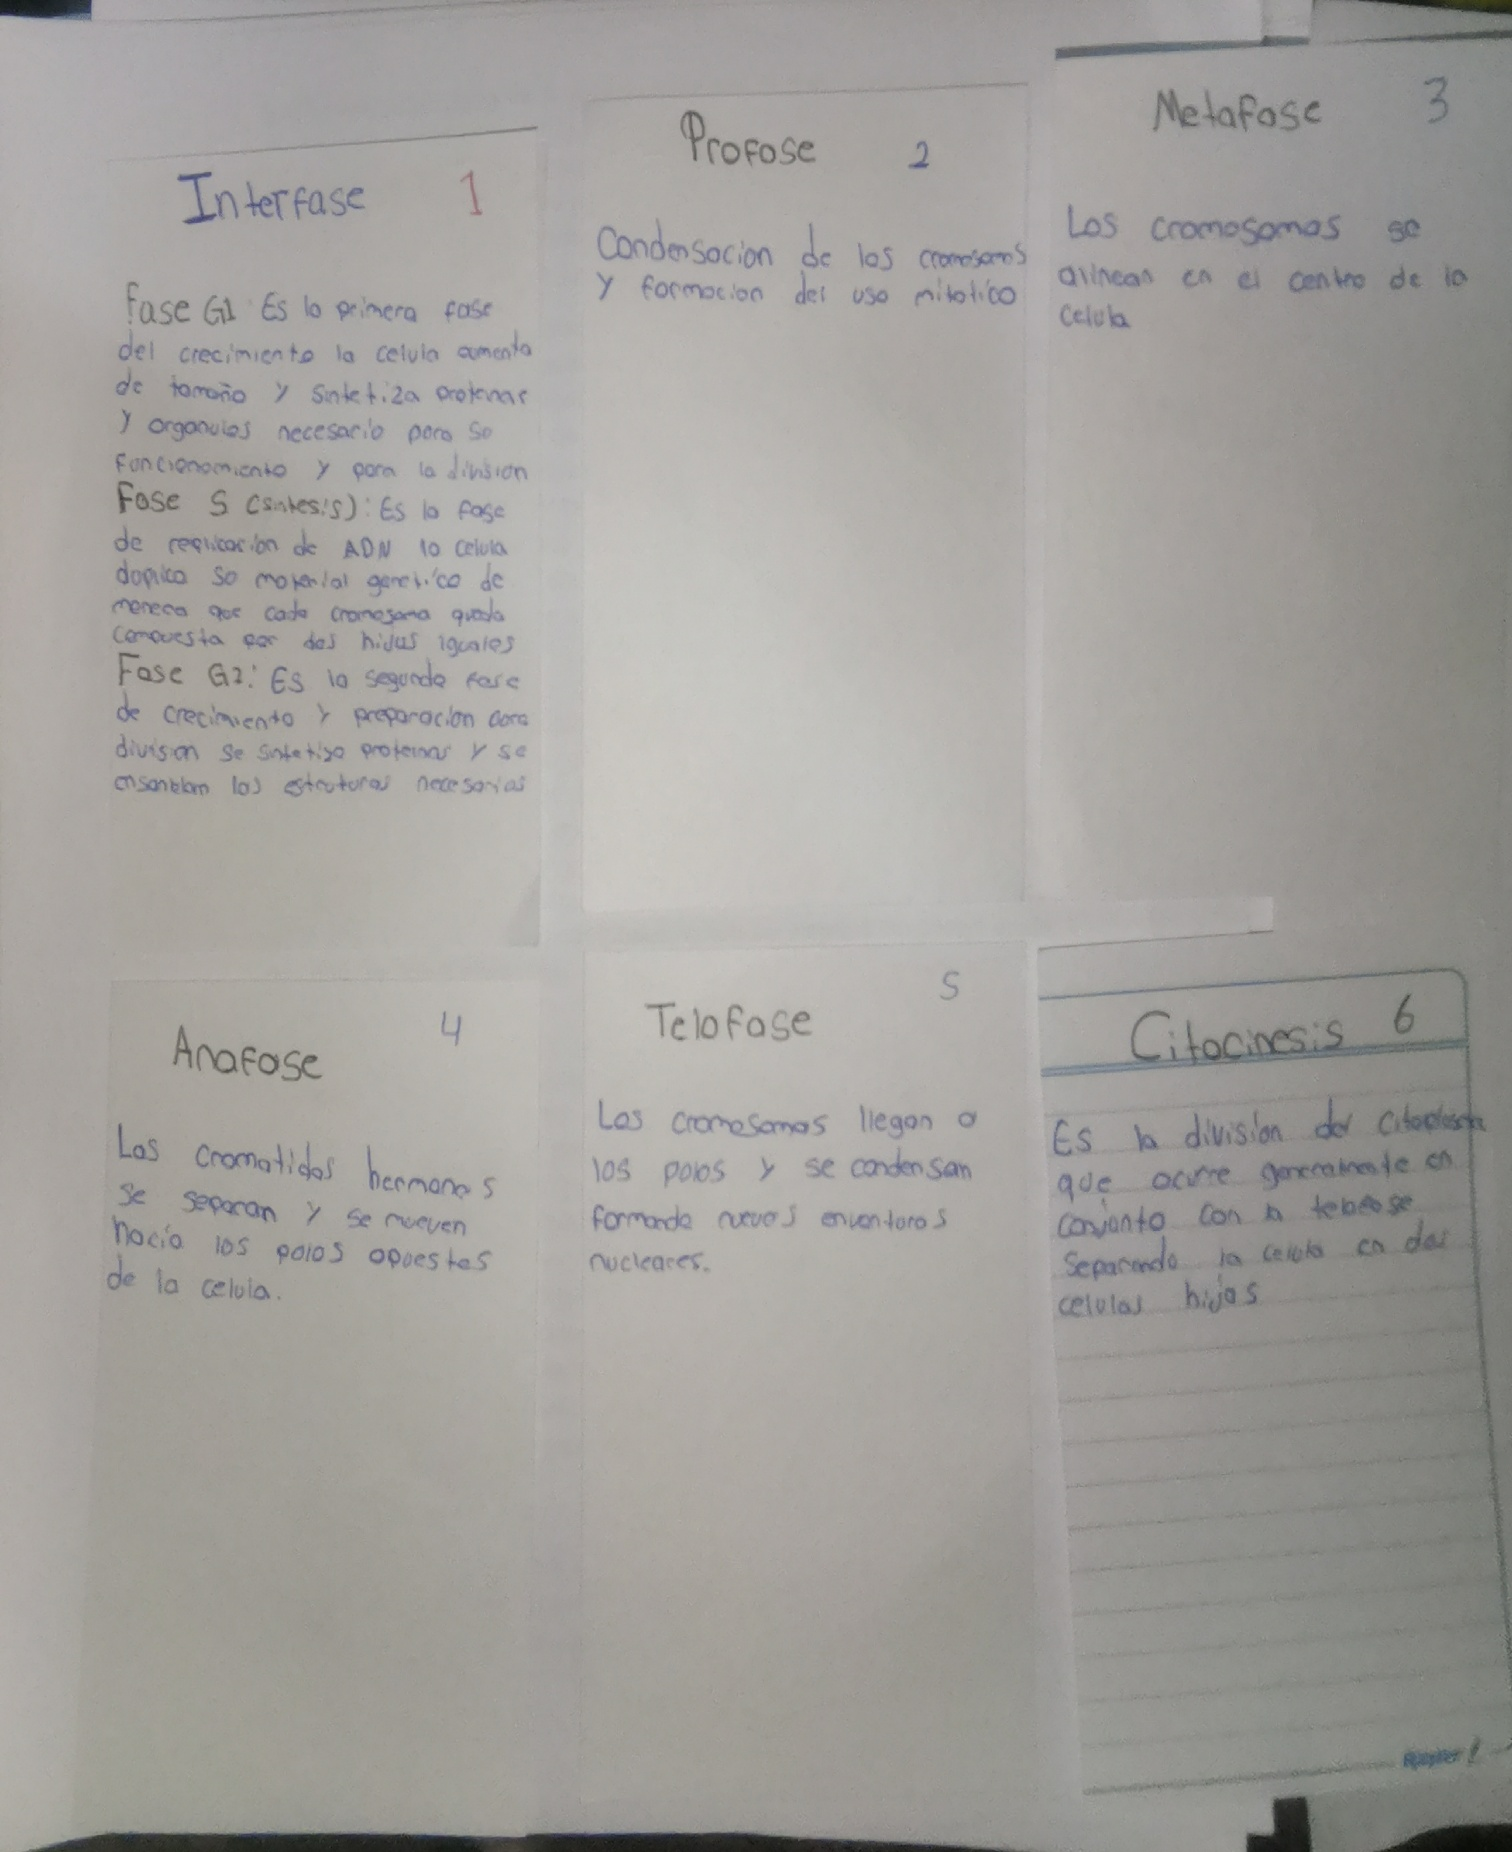 Interfase 1
Fase G1: Es la primera fase
del crecimiento la celula aumenta
de tamaño y sintetiza proteinas
y organulos necesario para so
funcionamiento y para la division
Fase S (sintesis): Es la fase
de replicacion de ADN la celula
doplica so material genetico de
manera que cada cromosoma queda
compuesta por dos hijas iguales
Fase G2: Es la segunda fase
de crecimiento y preparacion para
division se sintetiza proteinas y se
ensanblam las estroturas necesarias
Profase 2
Condensacion de los cromosomas
y formacion del uso mitotico
Metafase 3
Los cromosomas se
alinean en el centro de la
celula
Anafase 4
Las cromatidas hermanas
se separan y se mueven
hacia los polos opuestos
de la celula.
Telofase 5
Los cromosomas llegan a
los polos y se condensan
formando nuevos
nucleares.
Citocinesis 6
Es la división del citoplasma
que ocurre generalmente en
conjunto con la
separando la celula en dos
celulas hijas